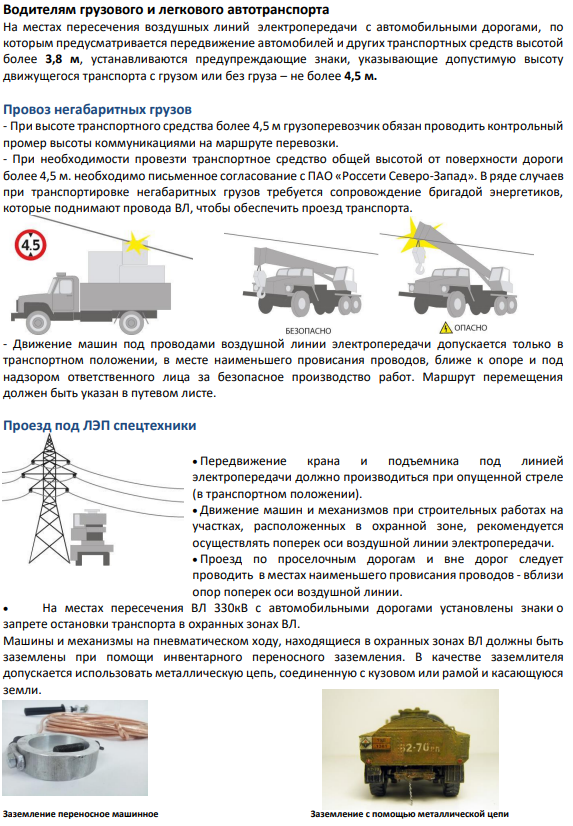 Водителям грузового и легкового автотранспорта
На местах пересечения воздушных линий электропередачи с автомобильными дорогами, по
которым предусматривается передвижение автомобилей и других транспортных средств высотой
более 3,8 м, устанавливаются предупреждающие знаки, указывающие допустимую высоту
движущегося транспорта с грузом или без груза – не более 4,5 м.
Провоз негабаритных грузов
- При высоте транспортного средства более 4,5 м грузоперевозчик обязан проводить контрольный
промер высоты коммуникациями на маршруте перевозки.
- При необходимости провезти транспортное средство общей высотой от поверхности дороги
более 4,5 м. необходимо письменное согласование с ПАО «Россети Северо-Запад». В ряде случаев
при транспортировке негабаритных грузов требуется сопровождение бригадой энергетиков,
которые поднимают провода ВЛ, чтобы обеспечить проезд транспорта.
4.5
БЕЗОПАСНО
ОПАСНО
- Движение машин под проводами воздушной линии электропередачи допускается только в
транспортном положении, в месте наименьшего провисания проводов, ближе к опоре и под
надзором ответственного лица за безопасное производство работ. Маршрут перемещения
должен быть указан в путевом листе.
Проезд под ЛЭП спецтехники
• Передвижение крана и подъемника под линией
электропередачи должно производиться при опущенной стреле
(в транспортном положении).
• Движение машин и механизмов при строительных работах на
участках, расположенных в охранной зоне, рекомендуется
осуществлять поперек оси воздушной линии электропередачи.
• Проезд по проселочным дорогам и вне дорог следует
проводить в местах наименьшего провисания проводов - вблизи
опор поперек оси воздушной линии.
• На местах пересечения ВЛ 330кВ с автомобильными дорогами установлены знаки о
запрете остановки транспорта в охранных зонах ВЛ.
Машины и механизмы на пневматическом ходу, находящиеся в охранных зонах ВЛ должны быть
заземлены при помощи инвентарного переносного заземления. В качестве заземлителя
допускается использовать металлическую цепь, соединенную с кузовом или рамой и касающуюся
земли.
62-70
Заземление переносное машинное
Заземление с помощью металлической цепи